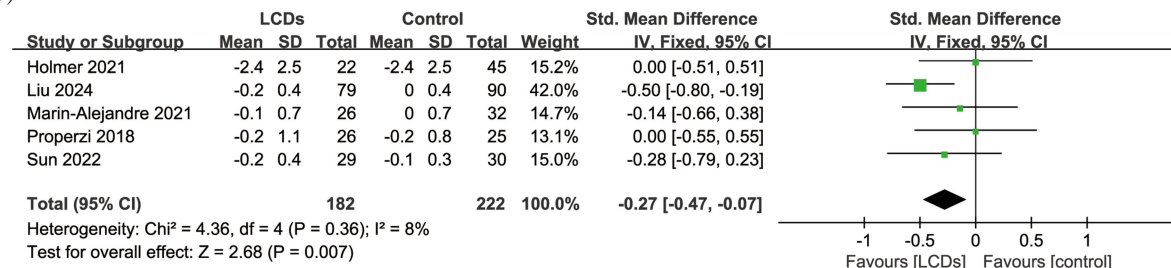 LCDs Control Std. Mean Difference Std. Mean Difference
Study or Subgroup Mean SD Total Mean SD Total Weight IV, Fixed, 95% CI IV, Fixed, 95% CI
Holmer 2021 -2.4 2.5 22 -2.4 2.5 45 15.2% 0.00 [-0.51, 0.51]
Liu 2024 -0.2 0.4 79 0 0.4 90 42.0% -0.50 [-0.80, -0.19]
Marin-Alejandre 2021 -0.1 0.7 26 0 0.7 32 14.7% -0.14 [-0.66, 0.38]
Properzi 2018 -0.2 1.1 26 -0.2 0.8 25 13.1% 0.00 [-0.55, 0.55]
Sun 2022 -0.2 0.4 29 -0.1 0.3 30 15.0% -0.28 [-0.79, 0.23]
Total (95% CI) 182 222 100.0% -0.27 [-0.47, -0.07]
Heterogeneity: Chi² = 4.36, df = 4 (P = 0.36); I² = 8%
Test for overall effect: Z = 2.68 (P = 0.007)
-1 -0.5 0 0.5 1
Favours [LCDs] Favours [control]